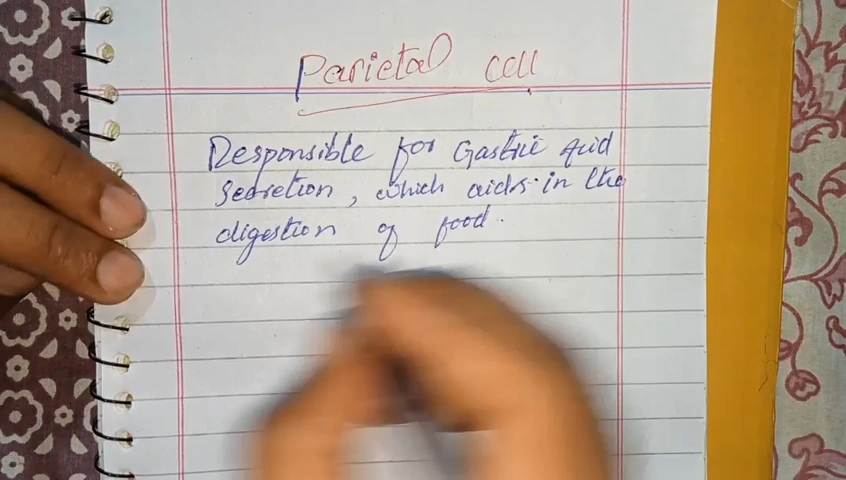 Parietal cell
Responsible for Gastric Acid
Secretion, which aids in the
digestion of food.